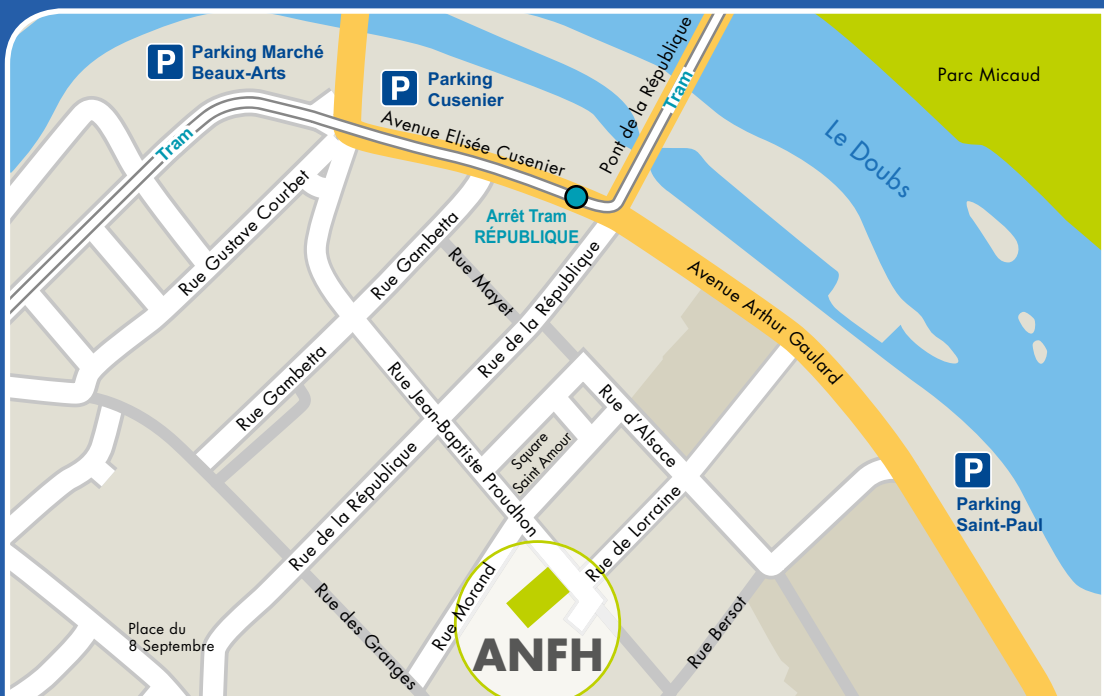 Parking Marché
Beaux-Arts
Parking
Cusenier
Parc Micaud
Pont de la République
Tram
Tram
Avenue Elisée Cusenier
Le Doubs
Arrêt Tram
RÉPUBLIQUE
Rue Gustave Courbet
Rue Gambetta
Rue Mayet
Rue de la République
Avenue Arthur Gaulard
Rue Gambetta
Rue Jean-Baptiste Proudhon
Rue d'Alsace
Square
Saint Amour
Rue de la République
Rue de Lorraine
P
P
P
Parking
Saint-Paul
Rue Morand
Rue des Granges
Rue Bersot
Place du
8 Septembre
ANFH